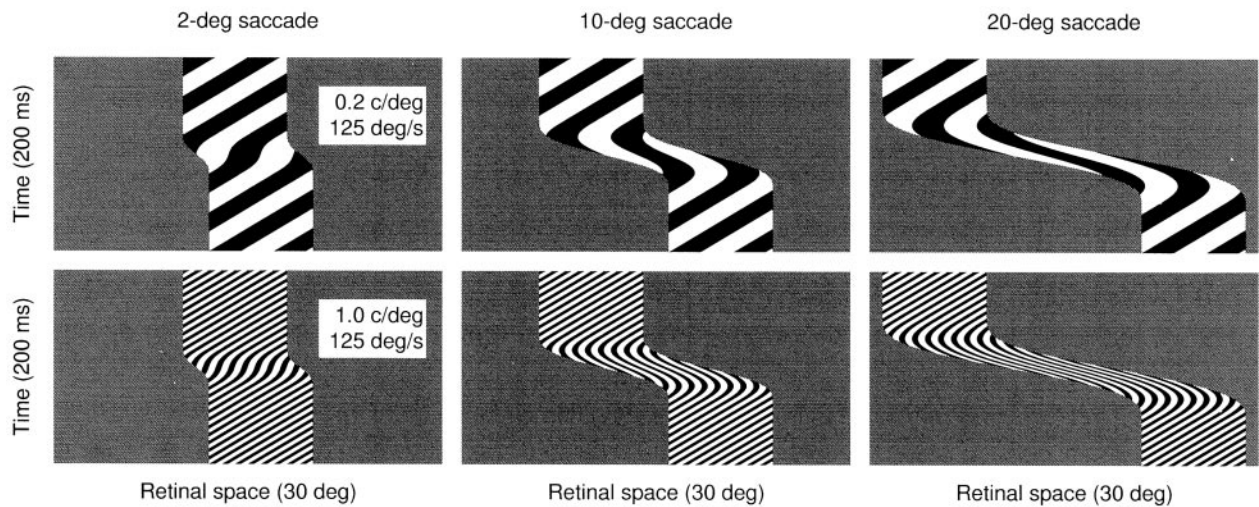 2-deg saccade
10-deg saccade
20-deg saccade
Time (200 ms)
0.2 c/deg
125 deg/s
Time (200 ms)
1.0 c/deg
125 deg/s
Retinal space (30 deg)
Retinal space (30 deg)
Retinal space (30 deg)